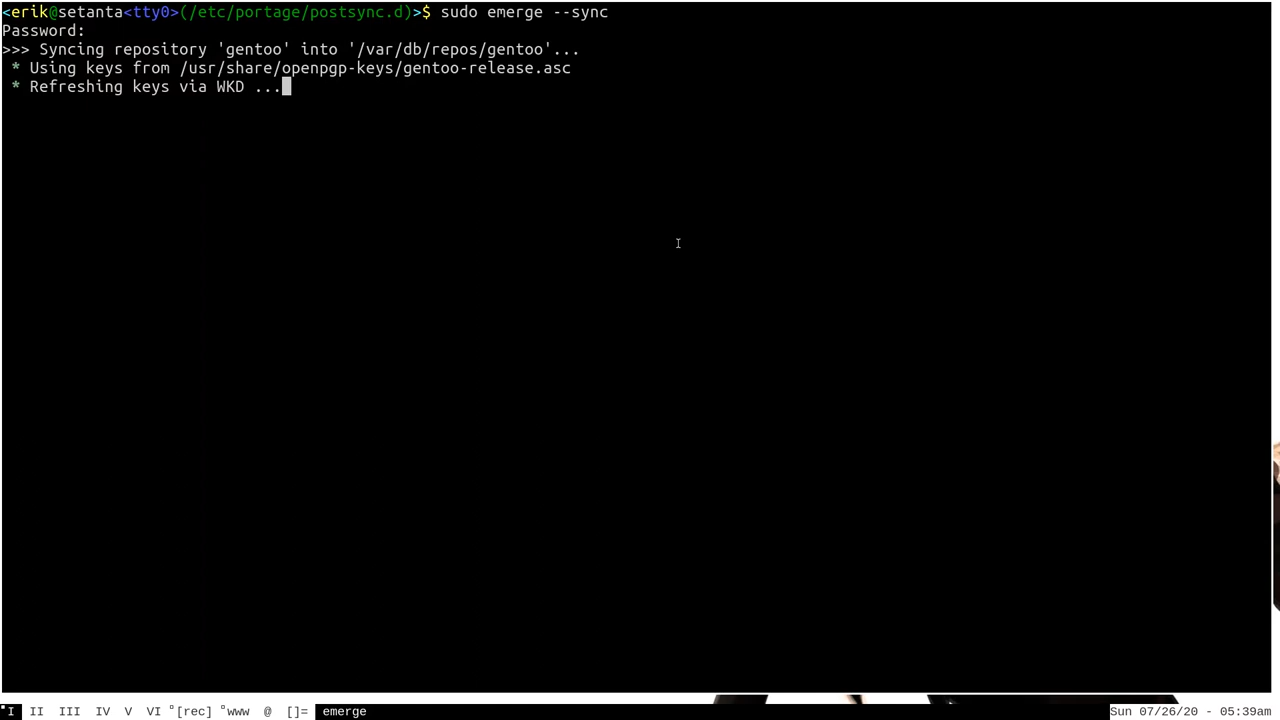 <erik@setanta<tty0>(/etc/portage/postsync.d)>$ sudo emerge --sync
Password:
>>> Syncing repository 'gentoo' into '/var/db/repos/gentoo'...
 * Using keys from /usr/share/openpgp-keys/gentoo-release.asc
 * Refreshing keys via WKD ...
I II III IV V VI [rec] www @ []= emerge Sun 07/26/20 - 05:39am